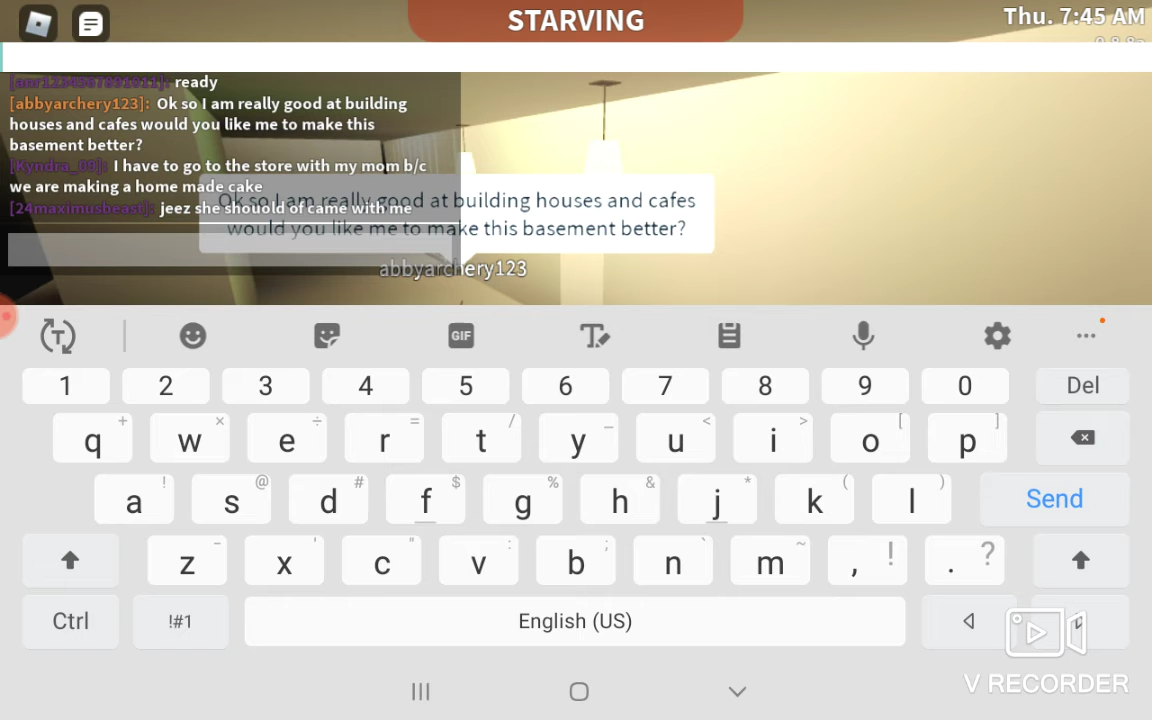 STARVING
Thu. 7:45 AM
ready
[abbyarchery123]: Ok so I am really good at building
houses and cafes would you like me to make this
basement better?
[Kyndra_09]: I have to go to the store with my mom b/c
we are making a home made cake
[24maximusbeast]: jeez she shouold of came with me
Ok so I am really good at building houses and cafes
would you like me to make this basement better?
abbyarchery123
T GIF T
1 2 3 4 5 6 7 8 9 0 Del
q + w × e ÷ r = t / y _ u < i > o [ p ]
a ! s @ d # f $ g % h & j * k ( l ) Send
z - x ' c " v : b ; n ` m ~ , ! . ?
Ctrl !#1 English (US)
V RECORDER